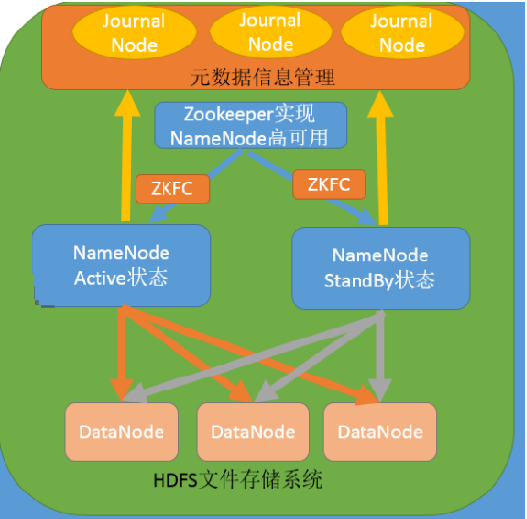 Journal
Node
Journal
Node
Journal
Node
元数据信息管理
Zookeeper实现
NameNode高可用
ZKFC
ZKFC
NameNode
Active状态
NameNode
StandBy状态
DataNode
DataNode
DataNode
HDFS文件存储系统